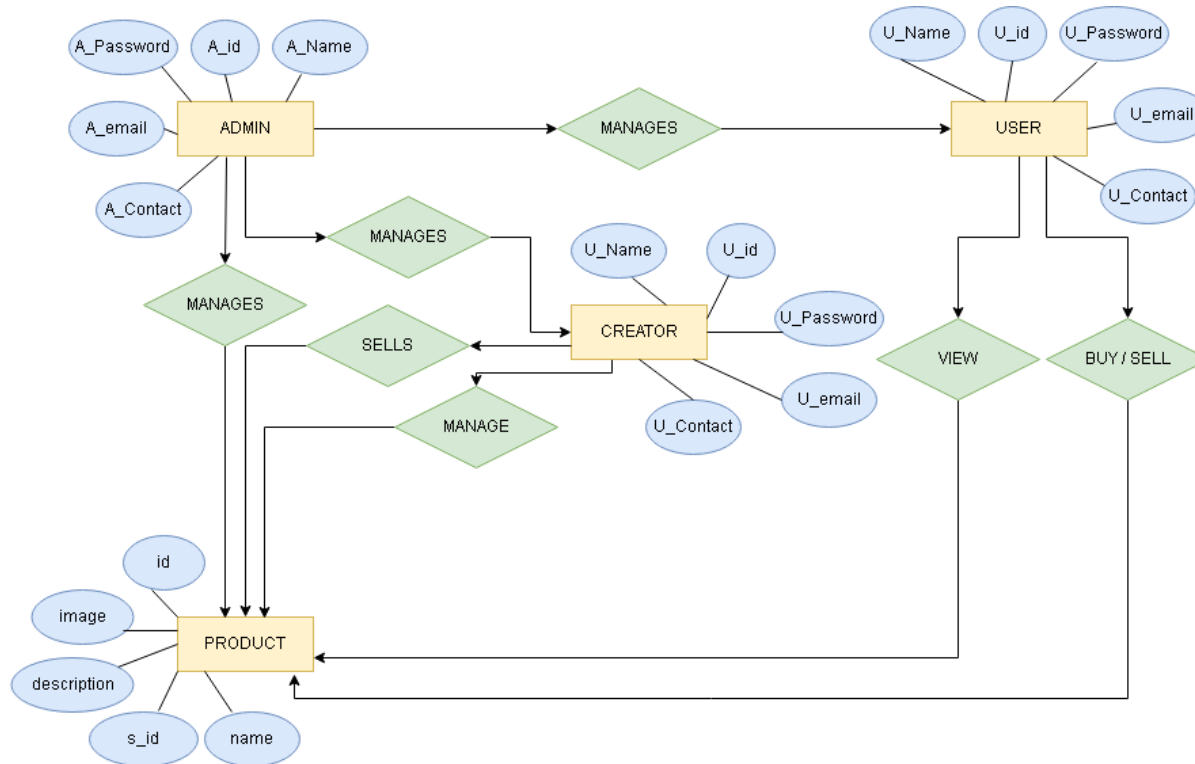 A_Password
A_id
A_Name
U_Name
U_id
U_Password
A_email
ADMIN
MANAGES
USER
U_email
A_Contact
U_Contact
MANAGES
U_Name
U_id
MANAGES
U_Password
SELLS
CREATOR
VIEW
BUY / SELL
U_email
MANAGE
U_Contact
id
image
PRODUCT
description
s_id
name